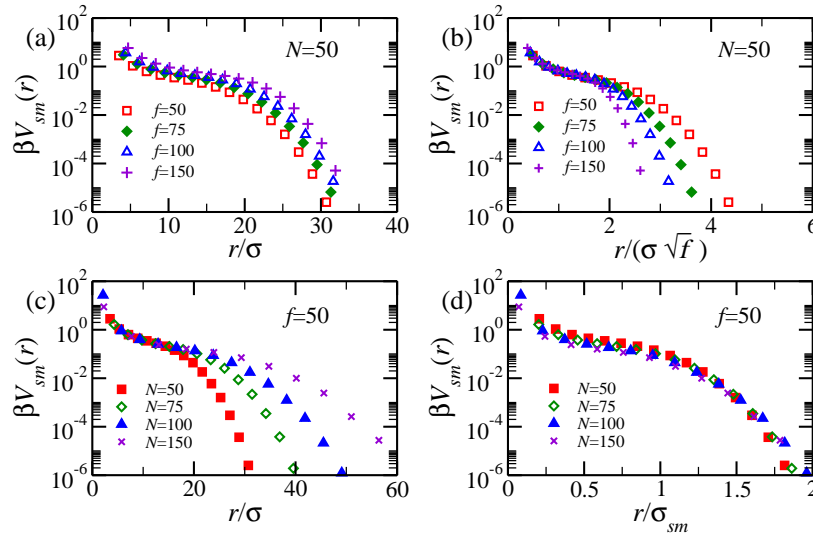 (a)
N=50
βV_sm(r)
10^2
10^0
10^-2
10^-4
10^-6
f=50
f=75
f=100
f=150
0 10 20 30 40
r/σ
(b)
N=50
βV_sm(r)
10^2
10^0
10^-2
10^-4
10^-6
f=50
f=75
f=100
f=150
0 2 4 6
r/(σ √f)
(c)
f=50
βV_sm(r)
10^2
10^0
10^-2
10^-4
10^-6
N=50
N=75
N=100
N=150
0 20 40 60
r/σ
(d)
f=50
βV_sm(r)
10^2
10^0
10^-2
10^-4
10^-6
N=50
N=75
N=100
N=150
0 0.5 1 1.5 2
r/σ_sm